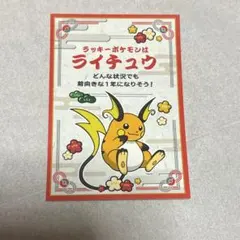 ラッキーポケモンは
ライチュウ
どんな状況でも
前向きな1年になりそう!